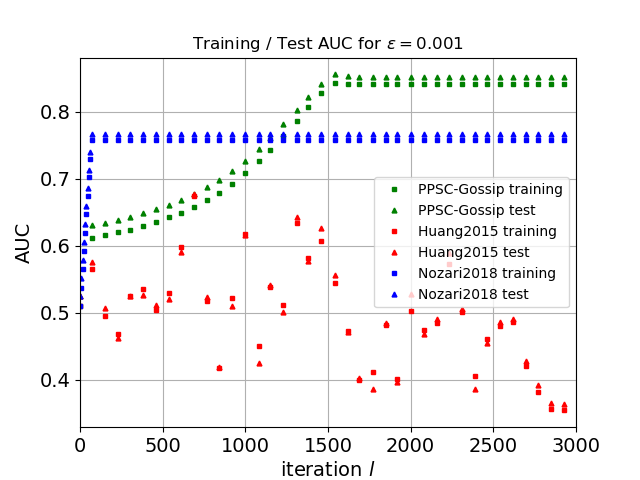 Training / Test AUC for ε = 0.001
AUC
0.8
0.7
0.6
0.5
0.4
PPSC-Gossip training
PPSC-Gossip test
Huang2015 training
Huang2015 test
Nozari2018 training
Nozari2018 test
0 500 1000 1500 2000 2500 3000
iteration l